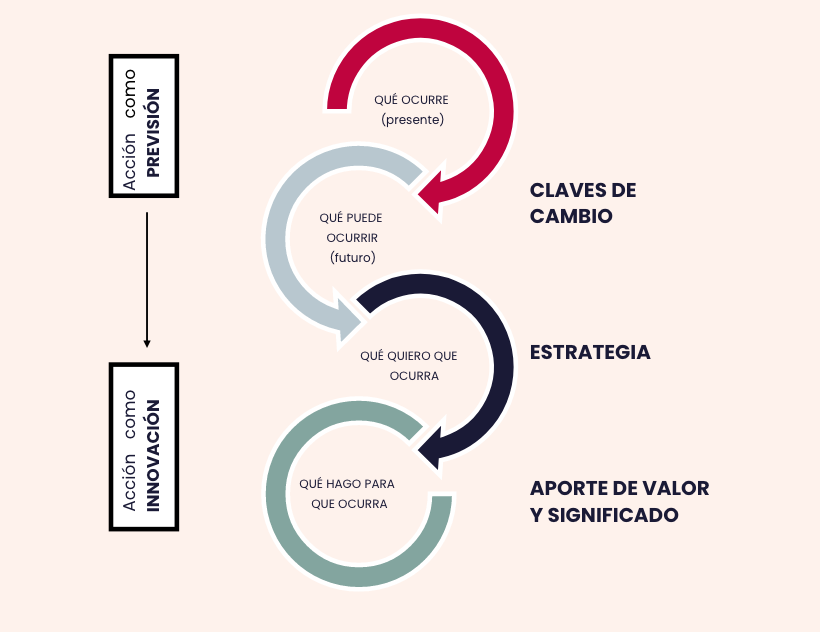 Acción como
PREVISIÓN
QUÉ OCURRE
(presente)
CLAVES DE
CAMBIO
QUÉ PUEDE
OCURRIR
(futuro)
ESTRATEGIA
QUÉ QUIERO QUE
OCURRA
Acción como
INNOVACIÓN
QUÉ HAGO PARA
QUE OCURRA
APORTE DE VALOR
Y SIGNIFICADO